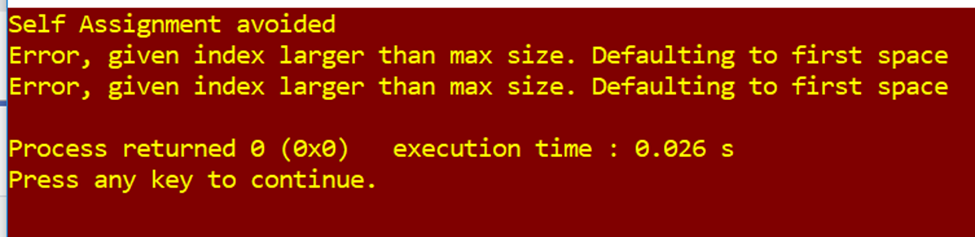 Self Assignment avoided
Error, given index larger than max size. Defaulting to first space
Error, given index larger than max size. Defaulting to first space
Process returned 0 (0x0)   execution time : 0.026 s
Press any key to continue.